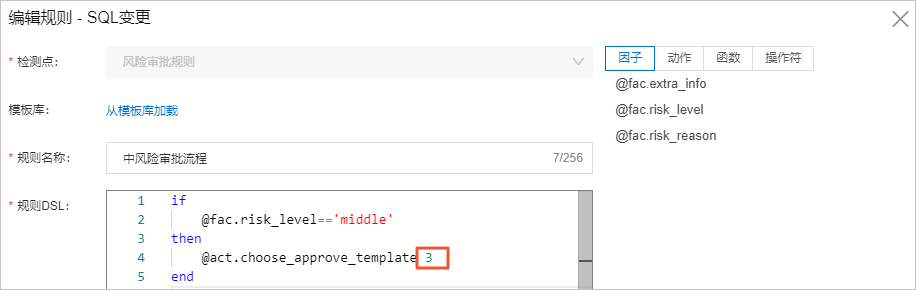 编辑规则 - SQL变更
* 检测点: 风险审批规则
因子 动作 函数 操作符
@fac.extra_info
@fac.risk_level
@fac.risk_reason
模板库: 从模板库加载
* 规则名称: 中风险审批流程 7/256
* 规则DSL:
1 if
2 @fac.risk_level=='middle'
3 then
4 @act.choose_approve_template 3
5 end